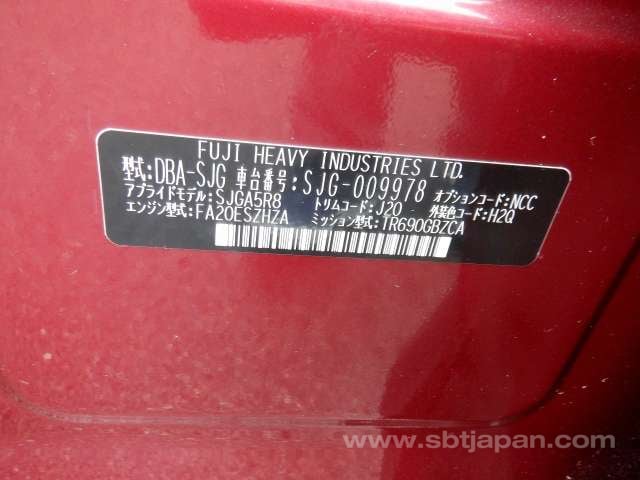 FUJI HEAVY INDUSTRIES LTD.
型式:DBA-SJG 車台番号:SJG-009978 オプションコード:NCC
アプライドモデル:SJGA5R8 トリムコード:J20 外装色コード:H2Q
エンジン型式:FA20ESZHZA ミッション型式:TR690GBZCA
www.sbtjapan.com